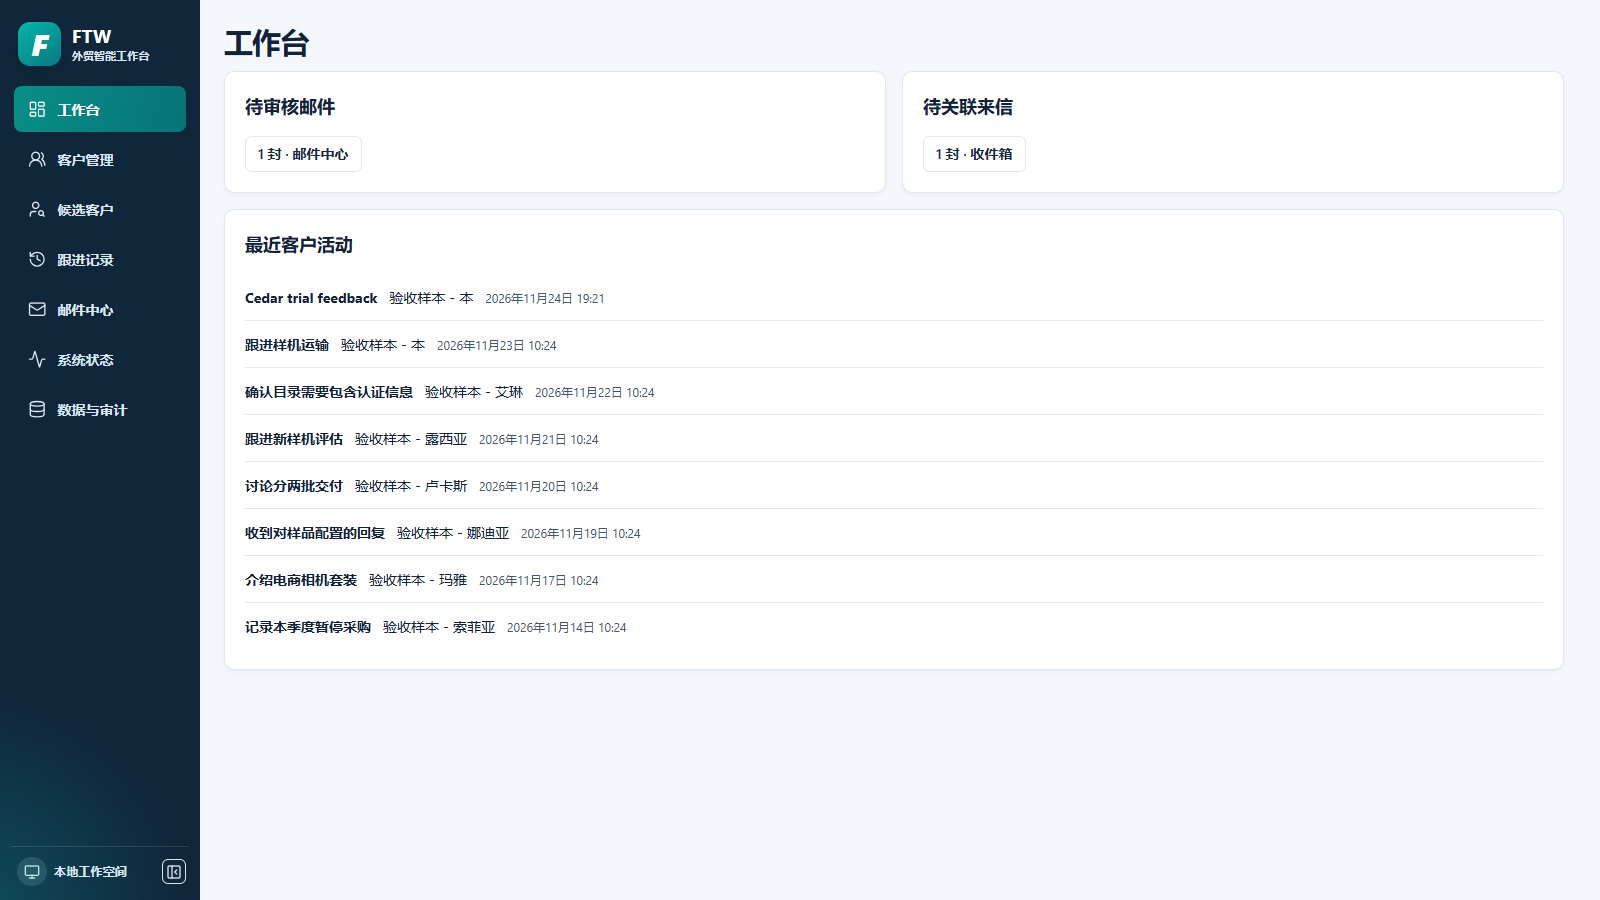 F
FTW
外贸智能工作台
工作台
客户管理
候选客户
跟进记录
邮件中心
系统状态
数据与审计
本地工作空间
工作台
待审核邮件
1 封 · 邮件中心
待关联来信
1 封 · 收件箱
最近客户活动
Cedar trial feedback 验收样本 - 本 2026年11月24日 19:21
跟进样机运输 验收样本 - 本 2026年11月23日 10:24
确认目录需要包含认证信息 验收样本 - 艾琳 2026年11月22日 10:24
跟进新样机评估 验收样本 - 露西亚 2026年11月21日 10:24
讨论分两批交付 验收样本 - 卢卡斯 2026年11月20日 10:24
收到对样品配置的回复 验收样本 - 娜迪亚 2026年11月19日 10:24
介绍电商相机套装 验收样本 - 玛雅 2026年11月17日 10:24
记录本季度暂停采购 验收样本 - 索菲亚 2026年11月14日 10:24